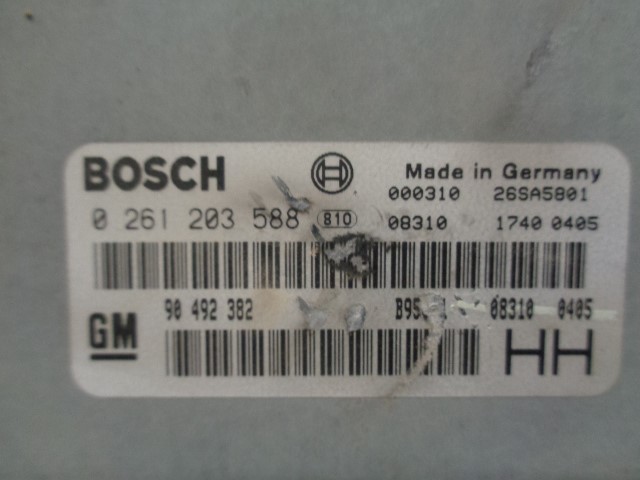 BOSCH Made in Germany
000310 26SA5801
0 261 203 588 810 08310 1740 0405
90 492 382 08310 0405
GM HH